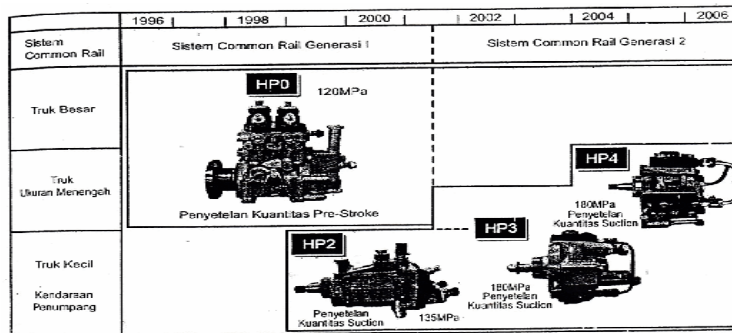 1996 1998 2000 2002 2004 2006
Sistem
Common Rail
Sistem Common Rail Generasi 1
Sistem Common Rail Generasi 2
Truk Besar
HP0
120MPa
Penyetelan Kuantitas Pre-Stroke
Truk
Ukuran Menengah
HP4
180MPa
Penyetelan
Kuantitas Suction
Truk Kecil
Kendaraan
Penumpang
HP2
Penyetelan
Kuantitas Suction
135MPa
HP3
180MPa
Penyetelan
Kuantitas Suction